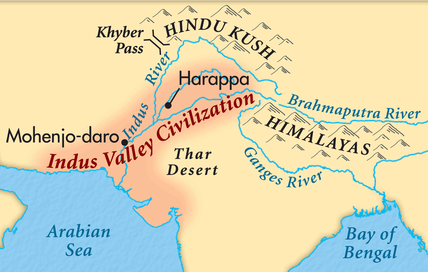 HINDU KUSH
Khyber
Pass
Indus River
Harappa
Brahmaputra River
Mohenjo-daro
Indus Valley Civilization
HIMALAYAS
Thar
Desert
Ganges River
Arabian
Sea
Bay of
Bengal